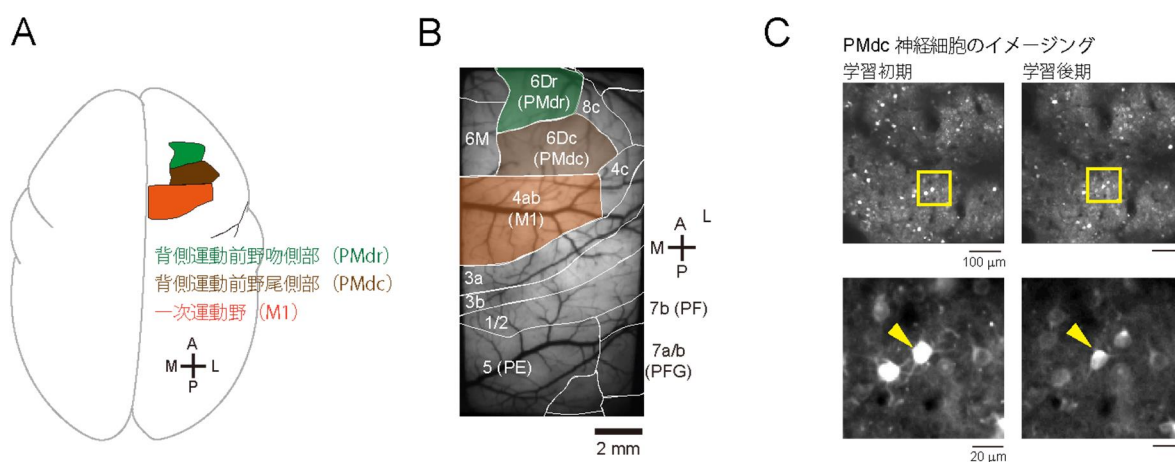 A
背側運動前野吻側部（PMdr）
背側運動前野尾側部（PMdc）
一次運動野（M1）
A
M
L
P
B
6Dr
(PMdr)
8c
6M
6Dc
(PMdc)
4c
4ab
(M1)
L
A
M
P
3a
3b
1/2
7b (PF)
5 (PE)
7a/b
(PFG)
2 mm
C
PMdc 神経細胞のイメージング
学習初期
学習後期
100 μm
20 μm